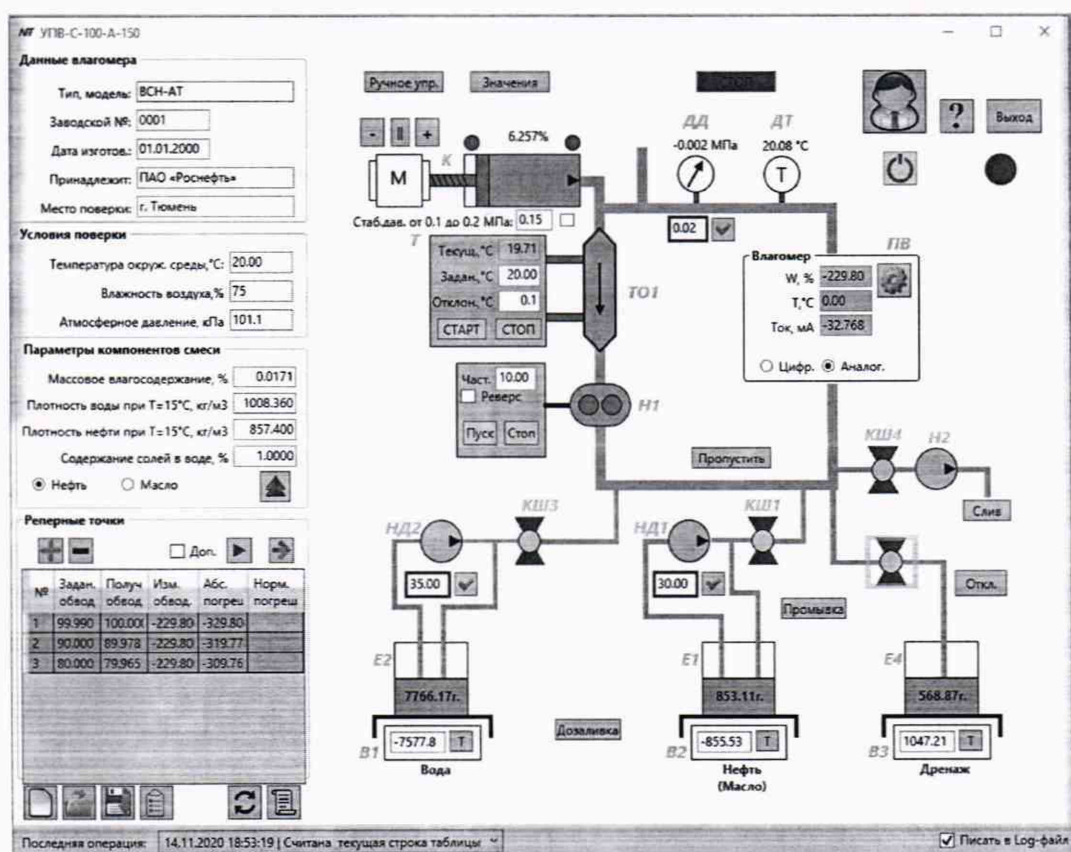 NT УПВ-С-100-А-150
Данные влагомера
Тип, модель: ВСН-АТ
Заводской №: 0001
Дата изготов.: 01.01.2000
Принадлежит: ПАО «Роснефть»
Место поверки: г. Тюмень
Условия поверки
Температура окруж. среды,°С: 20.00
Влажность воздуха,% 75
Атмосферное давление, кПа 101.1
Параметры компонентов смеси
Массовое влагосодержание, % 0.0171
Плотность воды при Т=15°С, кг/м3 1008.360
Плотность нефти при Т=15°С, кг/м3 857.400
Содержание солей в воде, % 1.0000
Нефть Масло
Реперные точки
Доп.
№ Задан. обвод Получ обвод Изм. обвод. Абс. погреш Норм. погреш
1 99.990 100.00 -229.80 -329.80
2 90.000 89.978 -229.80 -319.77
3 80.000 79.965 -229.80 -309.76
Ручное упр. Значения СТОП
? Выход
- || +
К 6.257%
М
ДД ДТ
-0.002 МПа 20.08 °С
Т
Стаб.дав. от 0.1 до 0.2 МПа: 0.15
0.02
Т
Текущ.,°С 19.71
Задан.,°С 20.00
Отклон.,°С 0.1
СТАРТ СТОП
ТО1
ПВ
Влагомер
W, % -229.80
Т,°С 0.00
Ток, мА -32.768
Цифр. Аналог.
Част. 10.00
Реверс
Пуск Стоп
Н1
Пропустить
КШ4 Н2
Слив
НД2 КШ3
НД1 КШ1
35.00
30.00
Откл.
Промывка
Е2 Е1 Е4
7766.17г. 853.11г. 568.87г.
Дозаливка
В1 -7577.8 Т
В2 -855.53 Т
В3 1047.21 Т
Вода
Нефть
(Масло)
Дренаж
Последняя операция: 14.11.2020 18:53:19 | Считана текущая строка таблицы
Писать в Log-файл